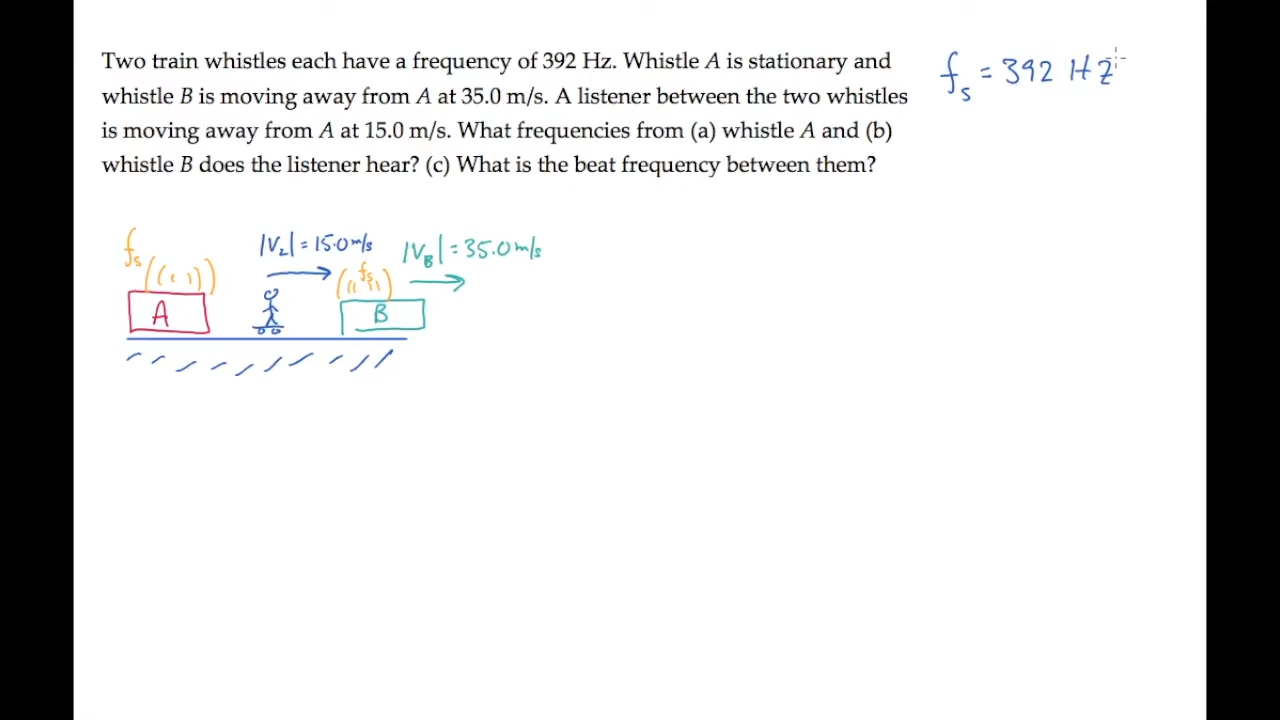 Two train whistles each have a frequency of 392 Hz. Whistle A is stationary and
whistle B is moving away from A at 35.0 m/s. A listener between the two whistles
is moving away from A at 15.0 m/s. What frequencies from (a) whistle A and (b)
whistle B does the listener hear? (c) What is the beat frequency between them?
fs = 392 HZ
fs
|VL| = 15.0 m/s
|VB| = 35.0 m/s
fs
A
B